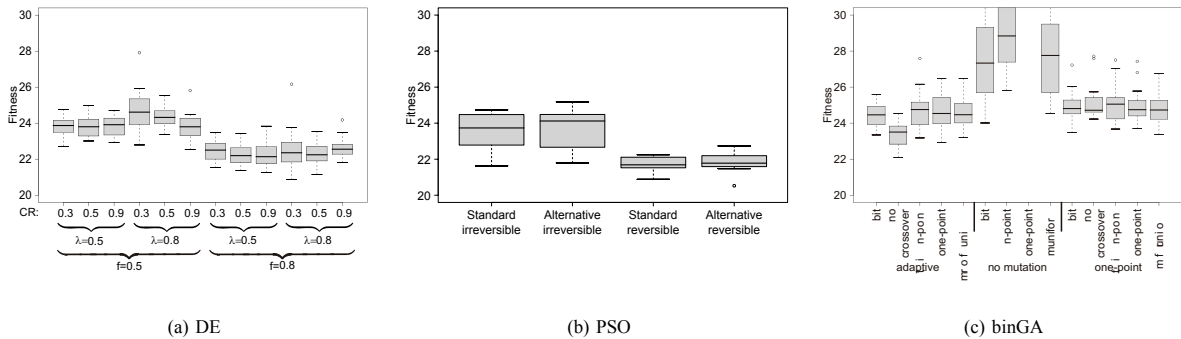 30
28
26
24
22
20
Fitness
CR: 0.3 0.5 0.9 0.3 0.5 0.9 0.3 0.5 0.9 0.3 0.5 0.9
λ=0.5 λ=0.8 λ=0.5 λ=0.8
f=0.5 f=0.8
(a) DE
30
28
26
24
22
20
Fitness
Standard irreversible
Alternative irreversible
Standard reversible
Alternative reversible
(b) PSO
30
28
26
24
22
20
Fitness
bit
no
crossover
n-pon
one-point
bit
n-point
one-point
munifor
bit
no
crossover
n-pon
one-point
adaptive no mutation one-point
(c) binGA